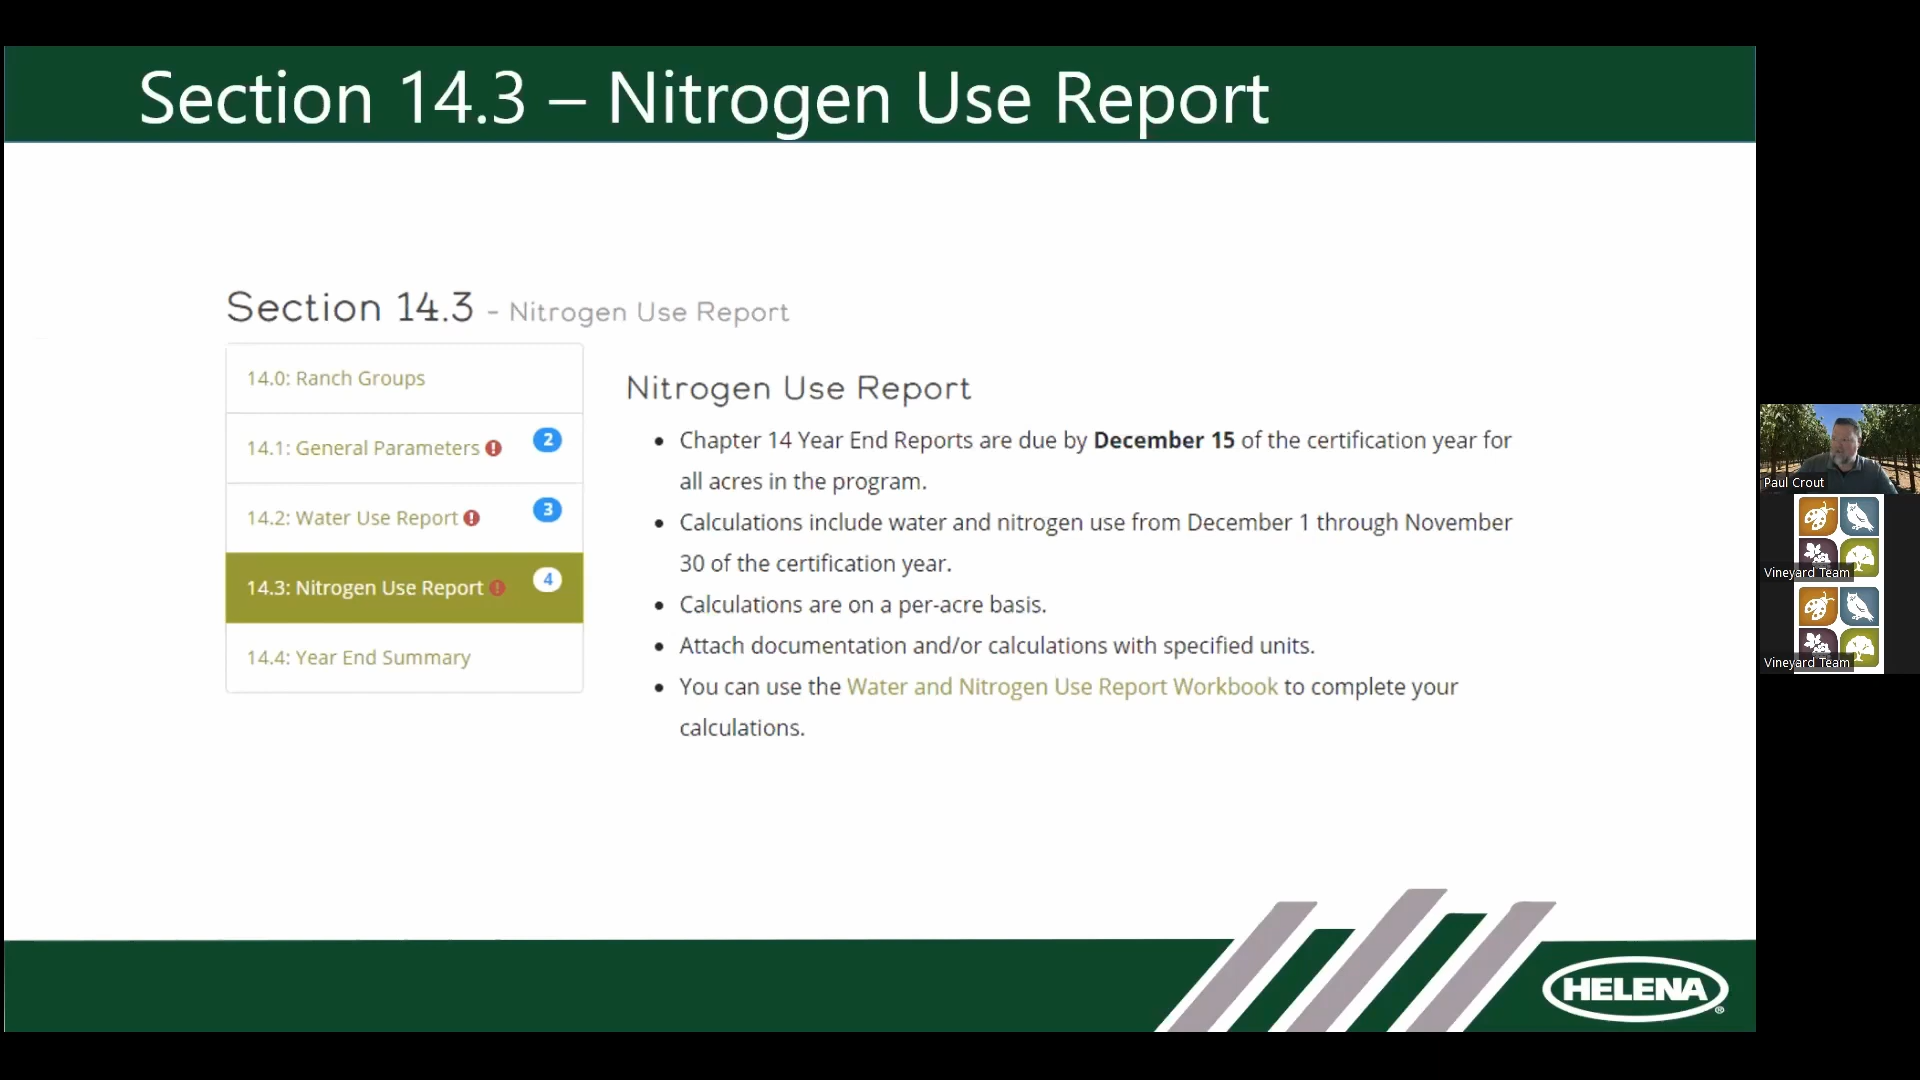 Section 14.3 – Nitrogen Use Report
Section 14.3 - Nitrogen Use Report
14.0: Ranch Groups
14.1: General Parameters
2
14.2: Water Use Report
3
14.3: Nitrogen Use Report
4
14.4: Year End Summary
Nitrogen Use Report
• Chapter 14 Year End Reports are due by December 15 of the certification year for
all acres in the program.
• Calculations include water and nitrogen use from December 1 through November
30 of the certification year.
• Calculations are on a per-acre basis.
• Attach documentation and/or calculations with specified units.
• You can use the Water and Nitrogen Use Report Workbook to complete your
calculations.
Paul Crout
Vineyard Team
Vineyard Team
HELENA®